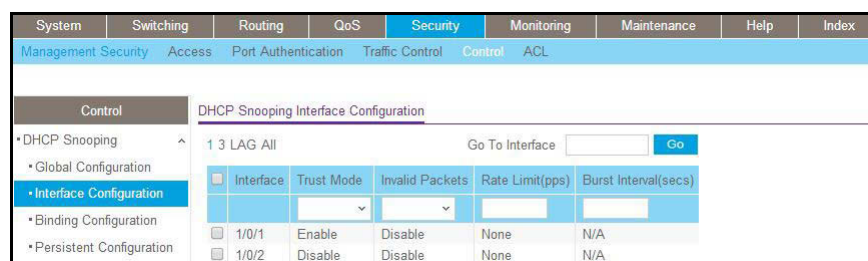 System Switching Routing QoS Security Monitoring Maintenance Help Index
Management Security Access Port Authentication Traffic Control Control ACL
Control
DHCP Snooping
Global Configuration
Interface Configuration
Binding Configuration
Persistent Configuration
DHCP Snooping Interface Configuration
1 3 LAG All Go To Interface Go
Interface Trust Mode Invalid Packets Rate Limit(pps) Burst Interval(secs)
1/0/1 Enable Disable None N/A
1/0/2 Disable Disable None N/A